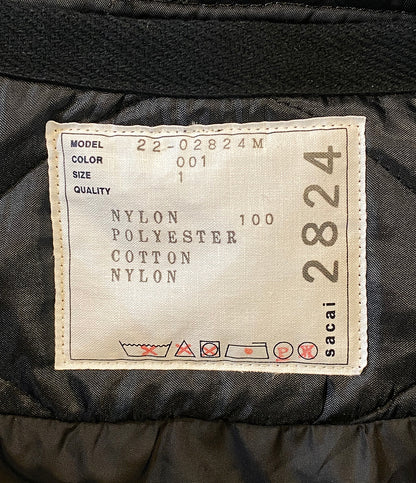 MODEL 22-02824M
COLOR 001
SIZE 1
QUALITY
NYLON 100
POLYESTER
COTTON
NYLON
P W
sacai 2824